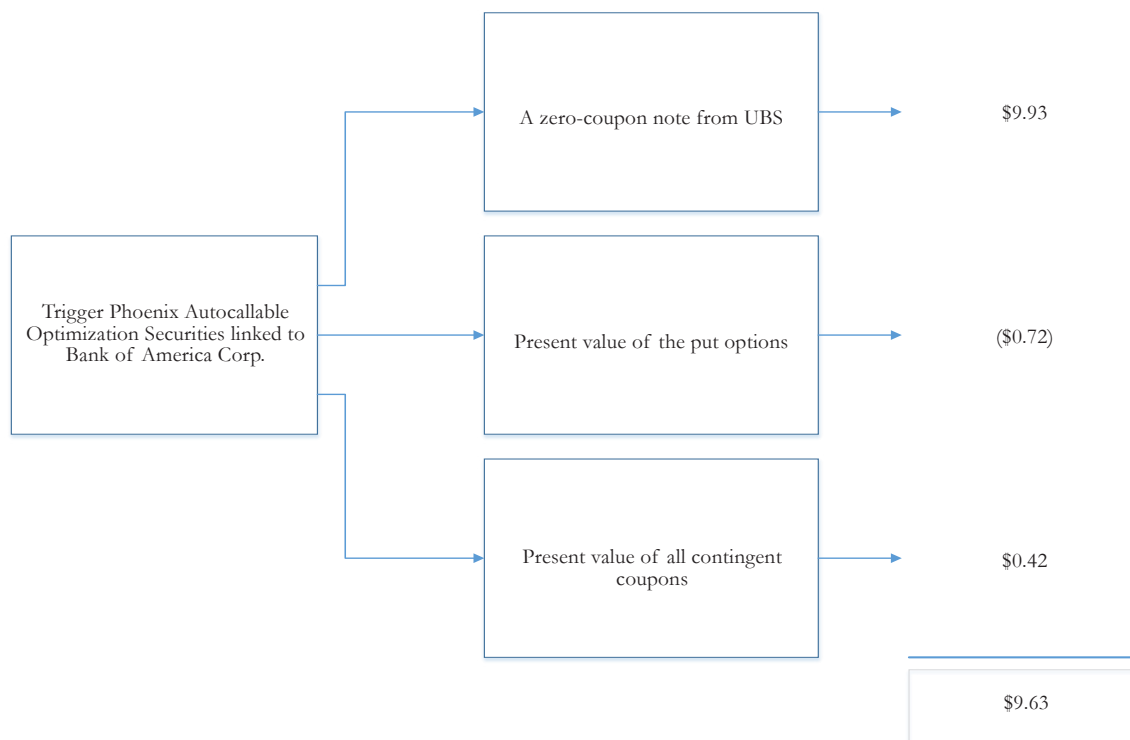 A zero-coupon note from UBS
$9.93
Trigger Phoenix Autocallable
Optimization Securities linked to
Bank of America Corp.
Present value of the put options
($0.72)
Present value of all contingent
coupons
$0.42
$9.63